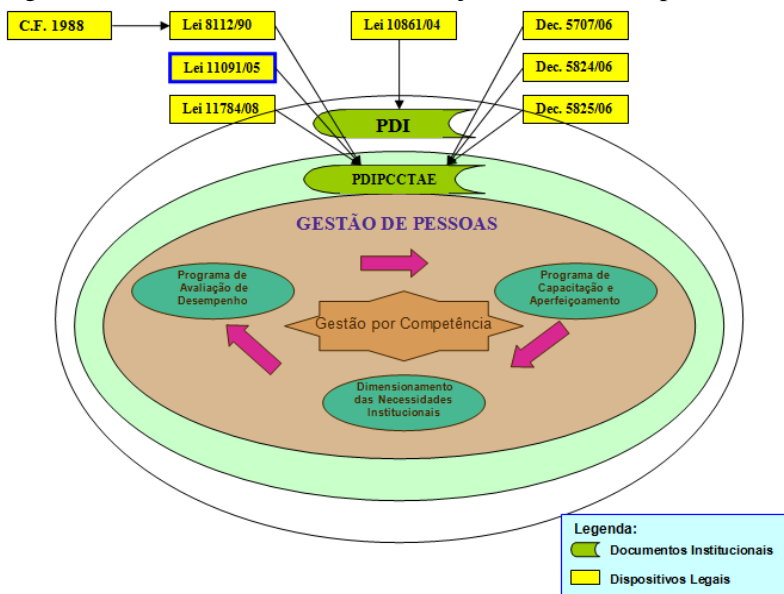 C.F. 1988
Lei 8112/90
Lei 10861/04
Dec. 5707/06
Lei 11091/05
Dec. 5824/06
Lei 11784/08
Dec. 5825/06
PDI
PDIPCCTAE
GESTÃO DE PESSOAS
Programa de
Avaliação de
Desempenho
Programa de
Capacitação e
Aperfeiçoamento
Gestão por Competência
Dimensionamento
das Necessidades
Institucionais
Legenda:
Documentos Institucionais
Dispositivos Legais